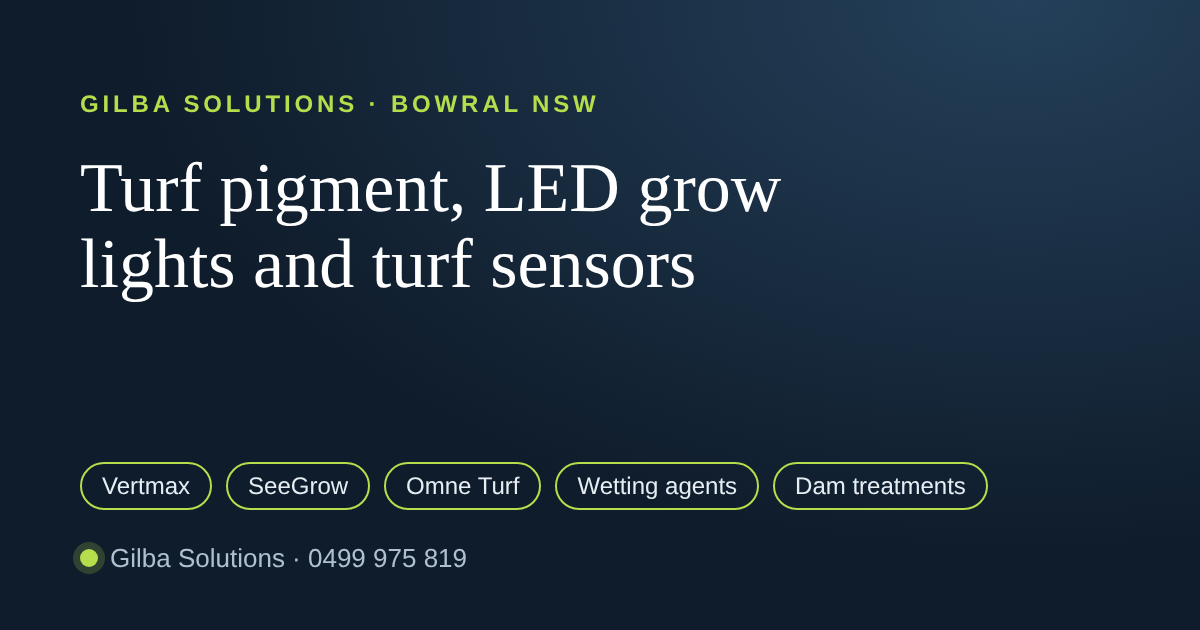 GILBA SOLUTIONS · BOWRAL NSW
Turf pigment, LED grow
lights and turf sensors
Vertmax SeeGrow Omne Turf Wetting agents Dam treatments
Gilba Solutions · 0499 975 819